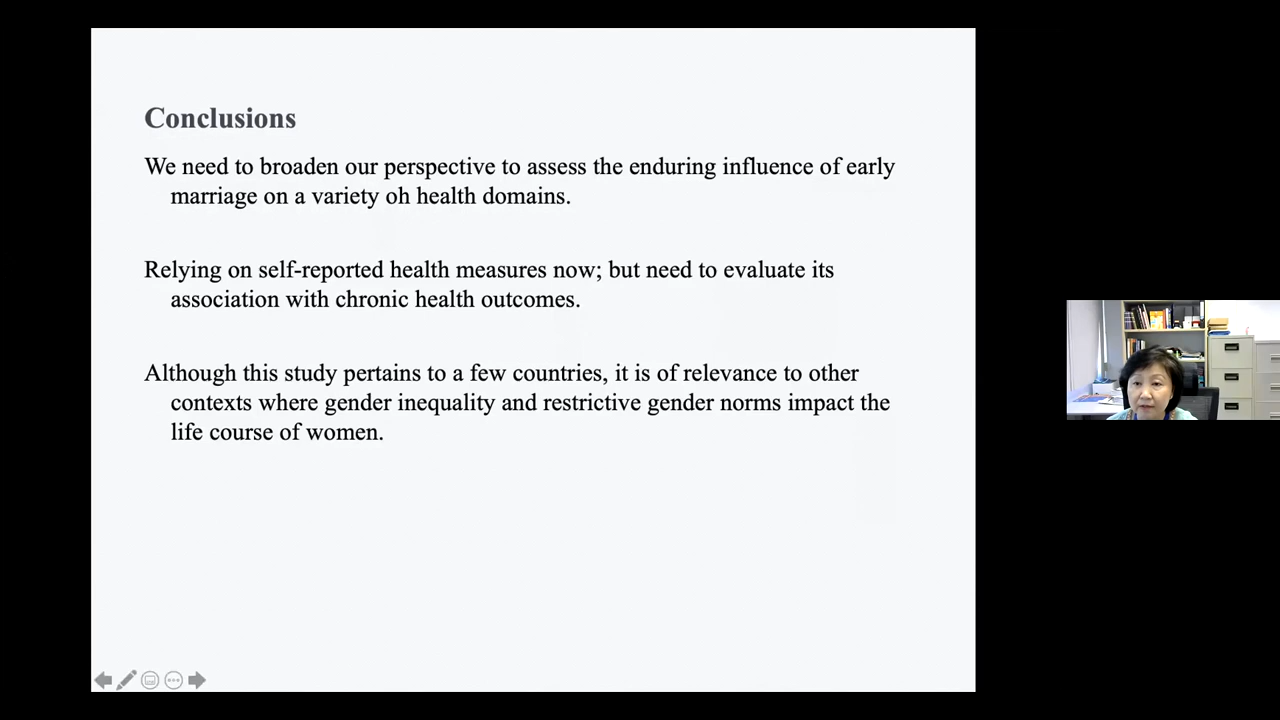 Conclusions
We need to broaden our perspective to assess the enduring influence of early
marriage on a variety oh health domains.
Relying on self-reported health measures now; but need to evaluate its
association with chronic health outcomes.
Although this study pertains to a few countries, it is of relevance to other
contexts where gender inequality and restrictive gender norms impact the
life course of women.